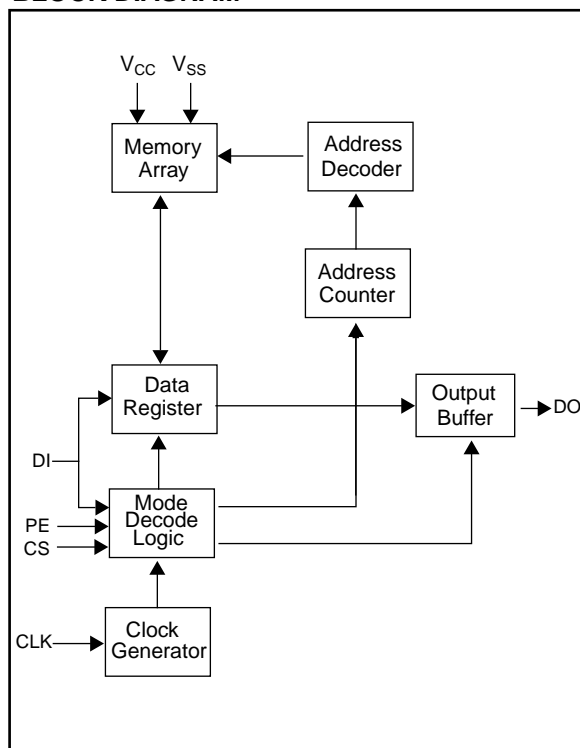 BLOCK DIAGRAM
VCC VSS
Memory
Array
Address
Decoder
Address
Counter
Data
Register
Output
Buffer
DO
DI
Mode
Decode
Logic
PE
CS
CLK
Clock
Generator